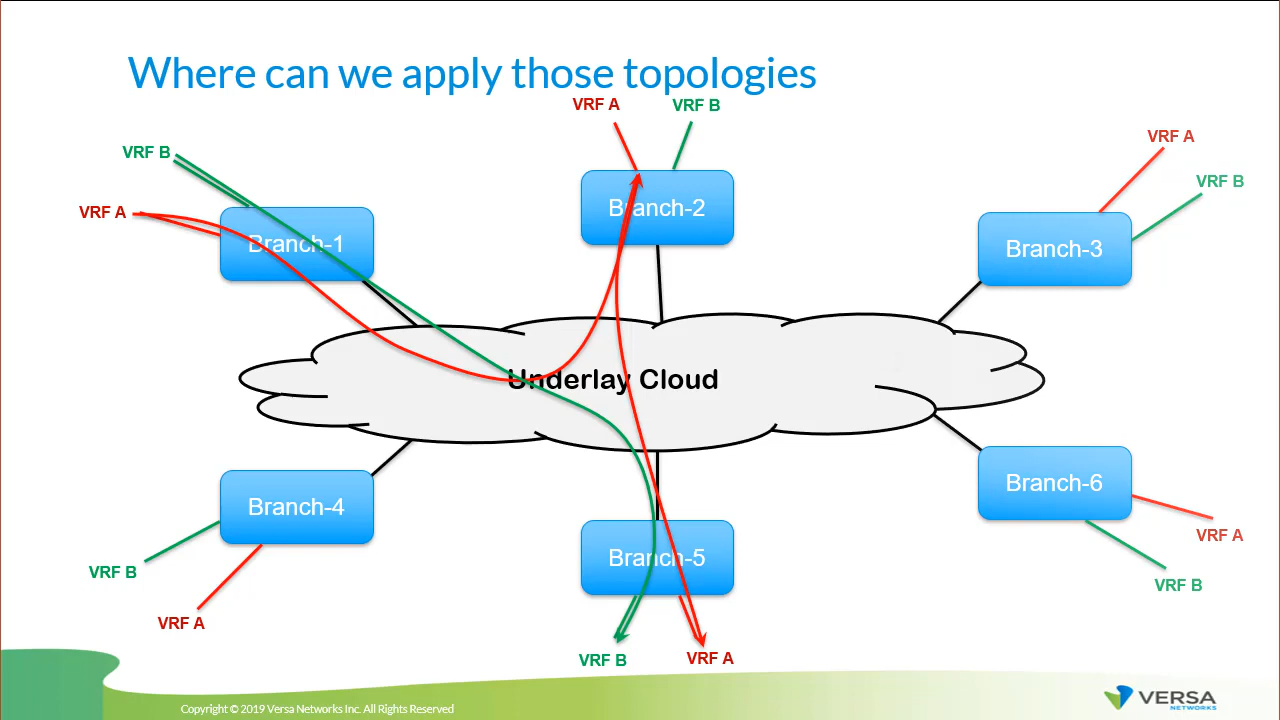 Where can we apply those topologies
VRF A
VRF B
VRF A
VRF B
VRF B
VRF A
Branch-1
Branch-2
Branch-3
Underlay Cloud
Branch-4
Branch-5
Branch-6
VRF B
VRF A
VRF B
VRF A
VRF A
VRF B
Copyright © 2019 Versa Networks Inc. All Rights Reserved
VERSA
NETWORKS